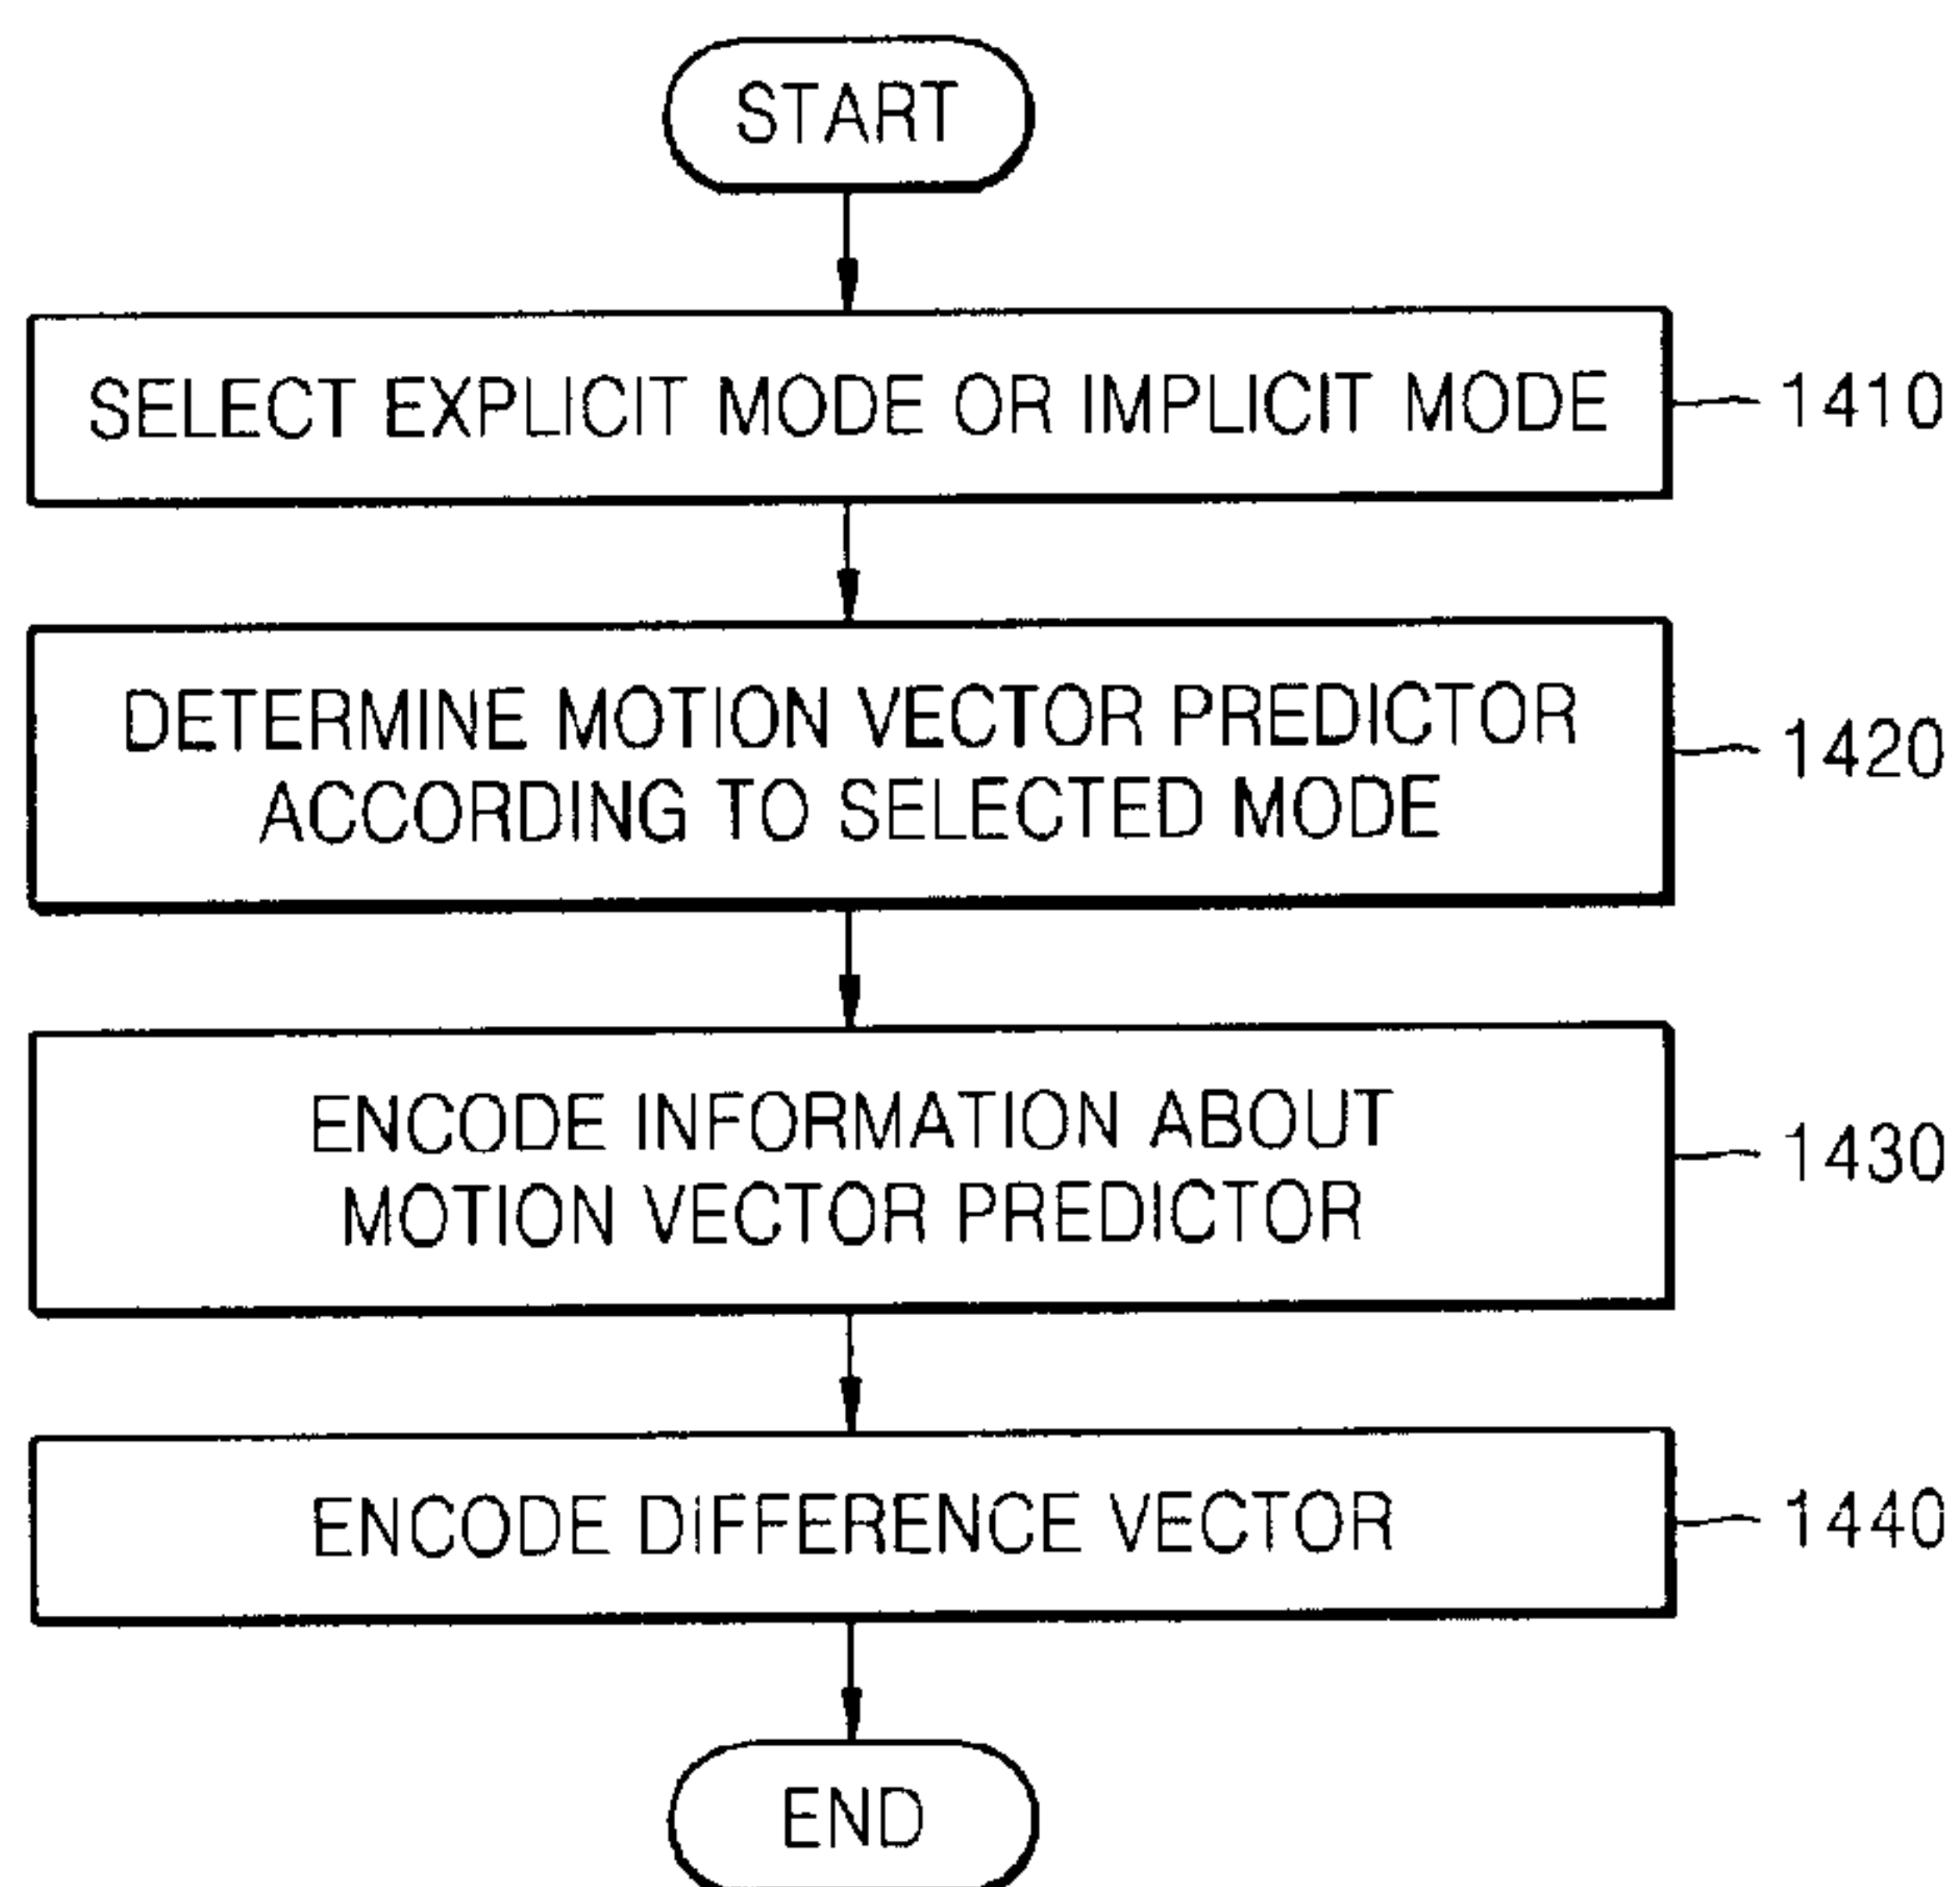 START
SELECT EXPLICIT MODE OR IMPLICIT MODE
1410
DETERMINE MOTION VECTOR PREDICTOR
ACCORDING TO SELECTED MODE
1420
ENCODE INFORMATION ABOUT
MOTION VECTOR PREDICTOR
1430
ENCODE DIFFERENCE VECTOR
1440
END